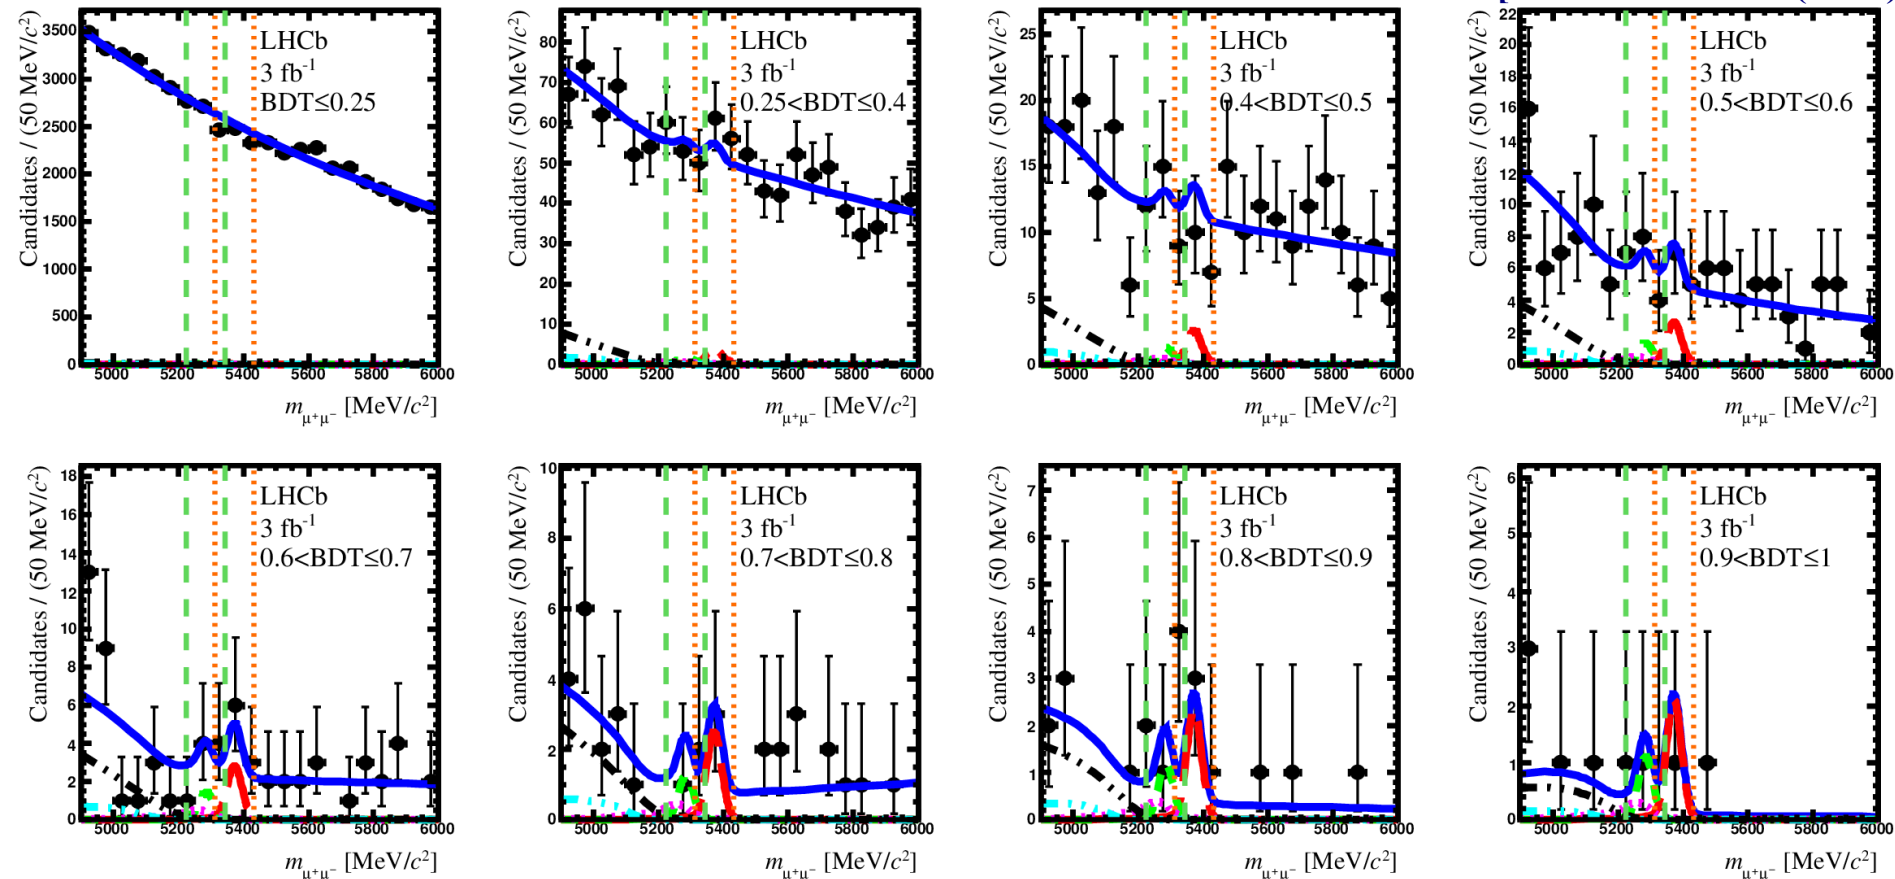 LHCb
3 fb⁻¹
BDT≤0.25
Candidates / (50 MeV/c²)
3500
3000
2500
2000
1500
1000
500
0
5000 5200 5400 5600 5800 6000
m_μ⁺μ⁻ [MeV/c²]
LHCb
3 fb⁻¹
0.25<BDT≤0.4
Candidates / (50 MeV/c²)
80
70
60
50
40
30
20
10
0
5000 5200 5400 5600 5800 6000
m_μ⁺μ⁻ [MeV/c²]
LHCb
3 fb⁻¹
0.4<BDT≤0.5
Candidates / (50 MeV/c²)
25
20
15
10
5
0
5000 5200 5400 5600 5800 6000
m_μ⁺μ⁻ [MeV/c²]
LHCb
3 fb⁻¹
0.5<BDT≤0.6
Candidates / (50 MeV/c²)
22
20
18
16
14
12
10
8
6
4
2
0
5000 5200 5400 5600 5800 6000
m_μ⁺μ⁻ [MeV/c²]
LHCb
3 fb⁻¹
0.6<BDT≤0.7
Candidates / (50 MeV/c²)
18
16
14
12
10
8
6
4
2
0
5000 5200 5400 5600 5800 6000
m_μ⁺μ⁻ [MeV/c²]
LHCb
3 fb⁻¹
0.7<BDT≤0.8
Candidates / (50 MeV/c²)
10
8
6
4
2
0
5000 5200 5400 5600 5800 6000
m_μ⁺μ⁻ [MeV/c²]
LHCb
3 fb⁻¹
0.8<BDT≤0.9
Candidates / (50 MeV/c²)
7
6
5
4
3
2
1
0
5000 5200 5400 5600 5800 6000
m_μ⁺μ⁻ [MeV/c²]
LHCb
3 fb⁻¹
0.9<BDT≤1
Candidates / (50 MeV/c²)
6
5
4
3
2
1
0
5000 5200 5400 5600 5800 6000
m_μ⁺μ⁻ [MeV/c²]